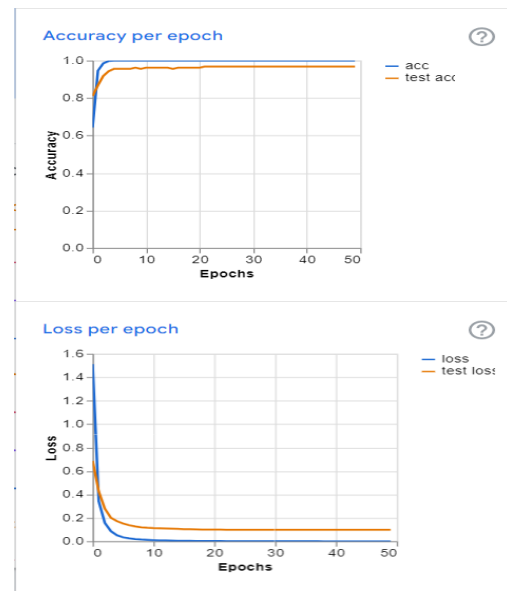 Accuracy per epoch
?
1.0
0.8
0.6
0.4
0.2
0.0
Accuracy
0 10 20 30 40 50
Epochs
acc
test acc
Loss per epoch
?
1.6
1.4
1.2
1.0
0.8
0.6
0.4
0.2
0.0
Loss
0 10 20 30 40 50
Epochs
loss
test loss